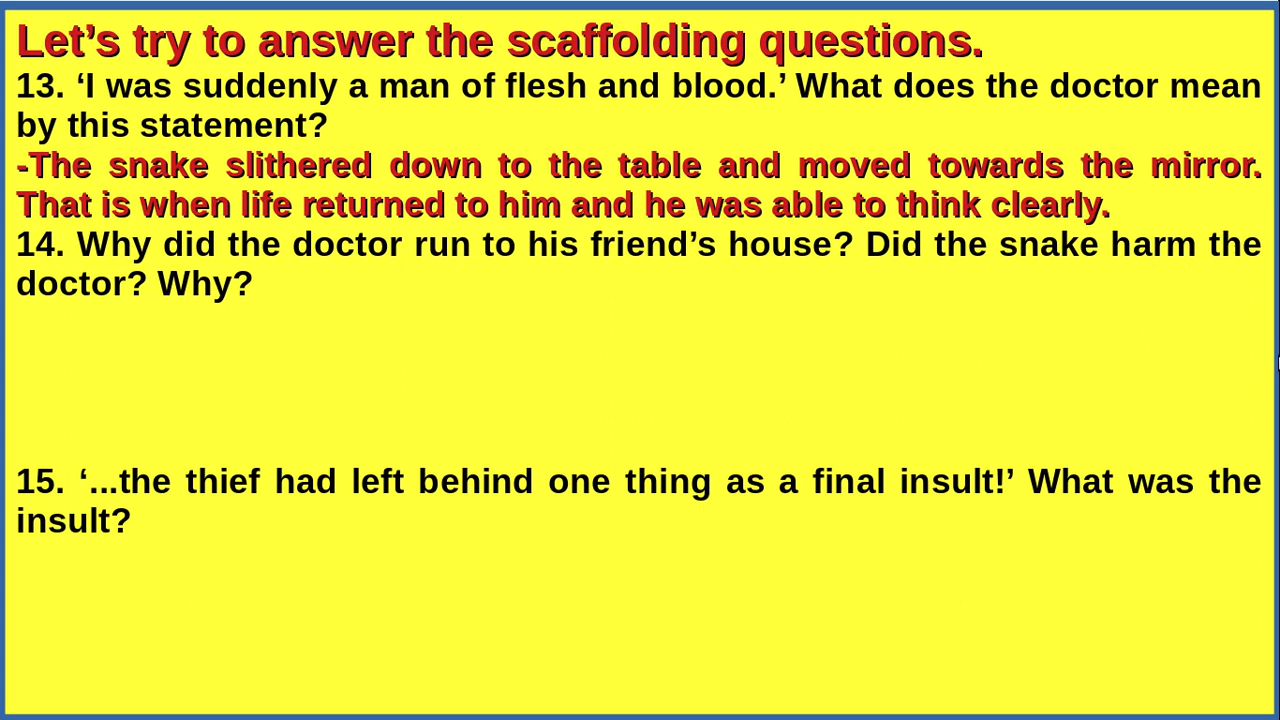 Let’s try to answer the scaffolding questions.
13. ‘I was suddenly a man of flesh and blood.’ What does the doctor mean
by this statement?
-The snake slithered down to the table and moved towards the mirror.
That is when life returned to him and he was able to think clearly.
14. Why did the doctor run to his friend’s house? Did the snake harm the
doctor? Why?
15. ‘...the thief had left behind one thing as a final insult!’ What was the
insult?